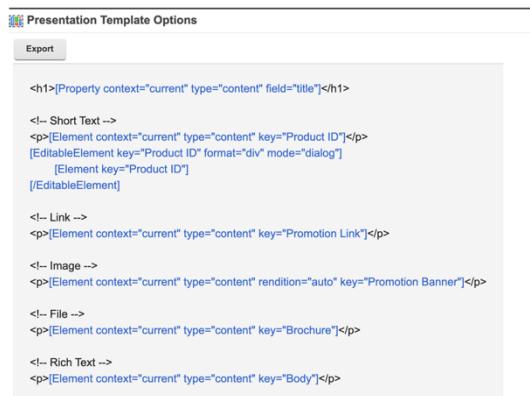 Presentation Template Options
Export
<h1>[Property context="current" type="content" field="title"]</h1>
<!-- Short Text -->
<p>[Element context="current" type="content" key="Product ID"]</p>
[EditableElement key="Product ID" format="div" mode="dialog"]
[Element key="Product ID"]
[/EditableElement]
<!-- Link -->
<p>[Element context="current" type="content" key="Promotion Link"]</p>
<!-- Image -->
<p>[Element context="current" type="content" rendition="auto" key="Promotion Banner"]</p>
<!-- File -->
<p>[Element context="current" type="content" key="Brochure"]</p>
<!-- Rich Text -->
<p>[Element context="current" type="content" key="Body"]</p>